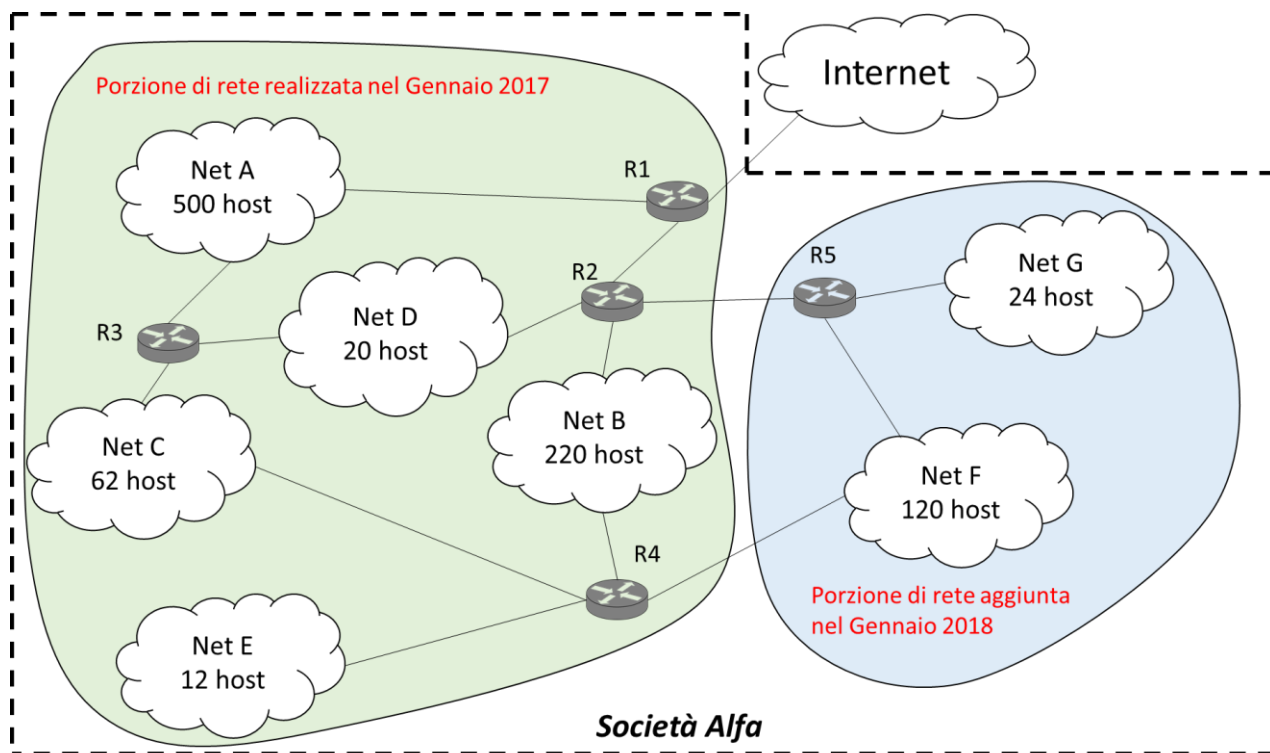 Internet
Porzione di rete realizzata nel Gennaio 2017
Net A
500 host
R1
R2
R5
Net G
24 host
Net D
20 host
R3
Net B
220 host
Net C
62 host
Net F
120 host
R4
Porzione di rete aggiunta
nel Gennaio 2018
Net E
12 host
Società Alfa